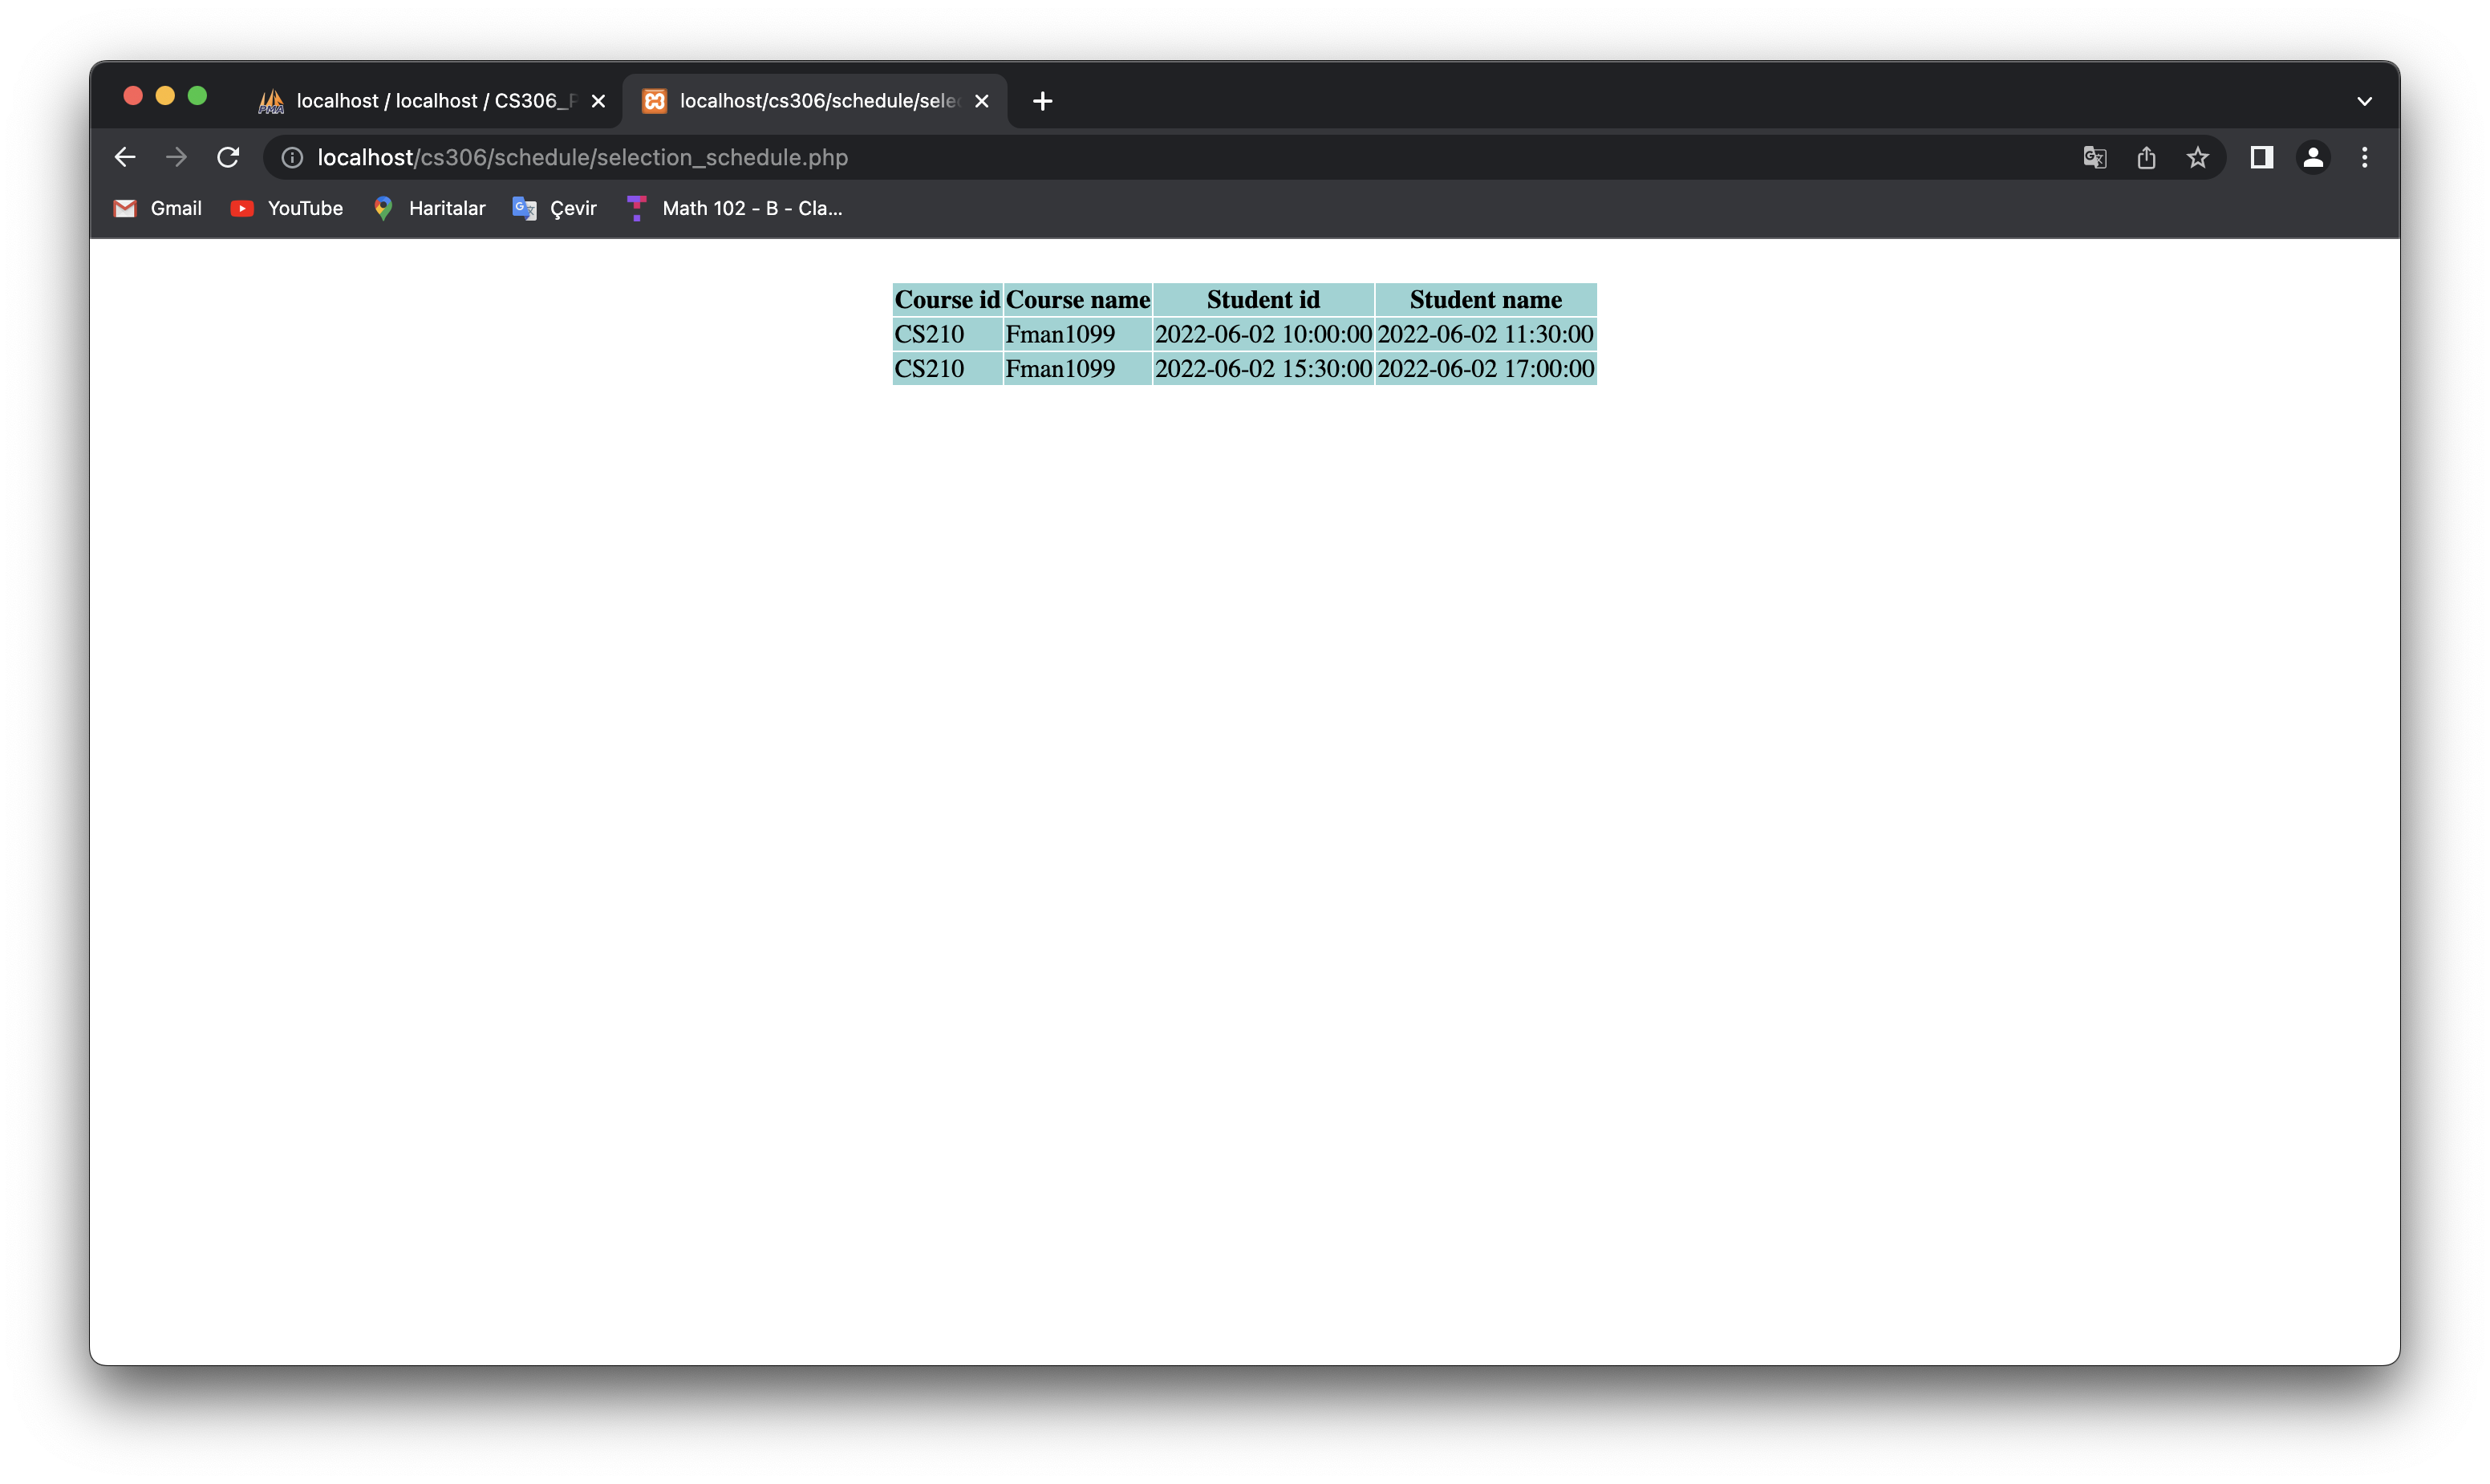 localhost / localhost / CS306_P
localhost/cs306/schedule/sele
localhost/cs306/schedule/selection_schedule.php
Gmail YouTube Haritalar Çevir Math 102 - B - Cla...
Course id Course name Student id Student name
CS210 Fman1099 2022-06-02 10:00:00 2022-06-02 11:30:00
CS210 Fman1099 2022-06-02 15:30:00 2022-06-02 17:00:00